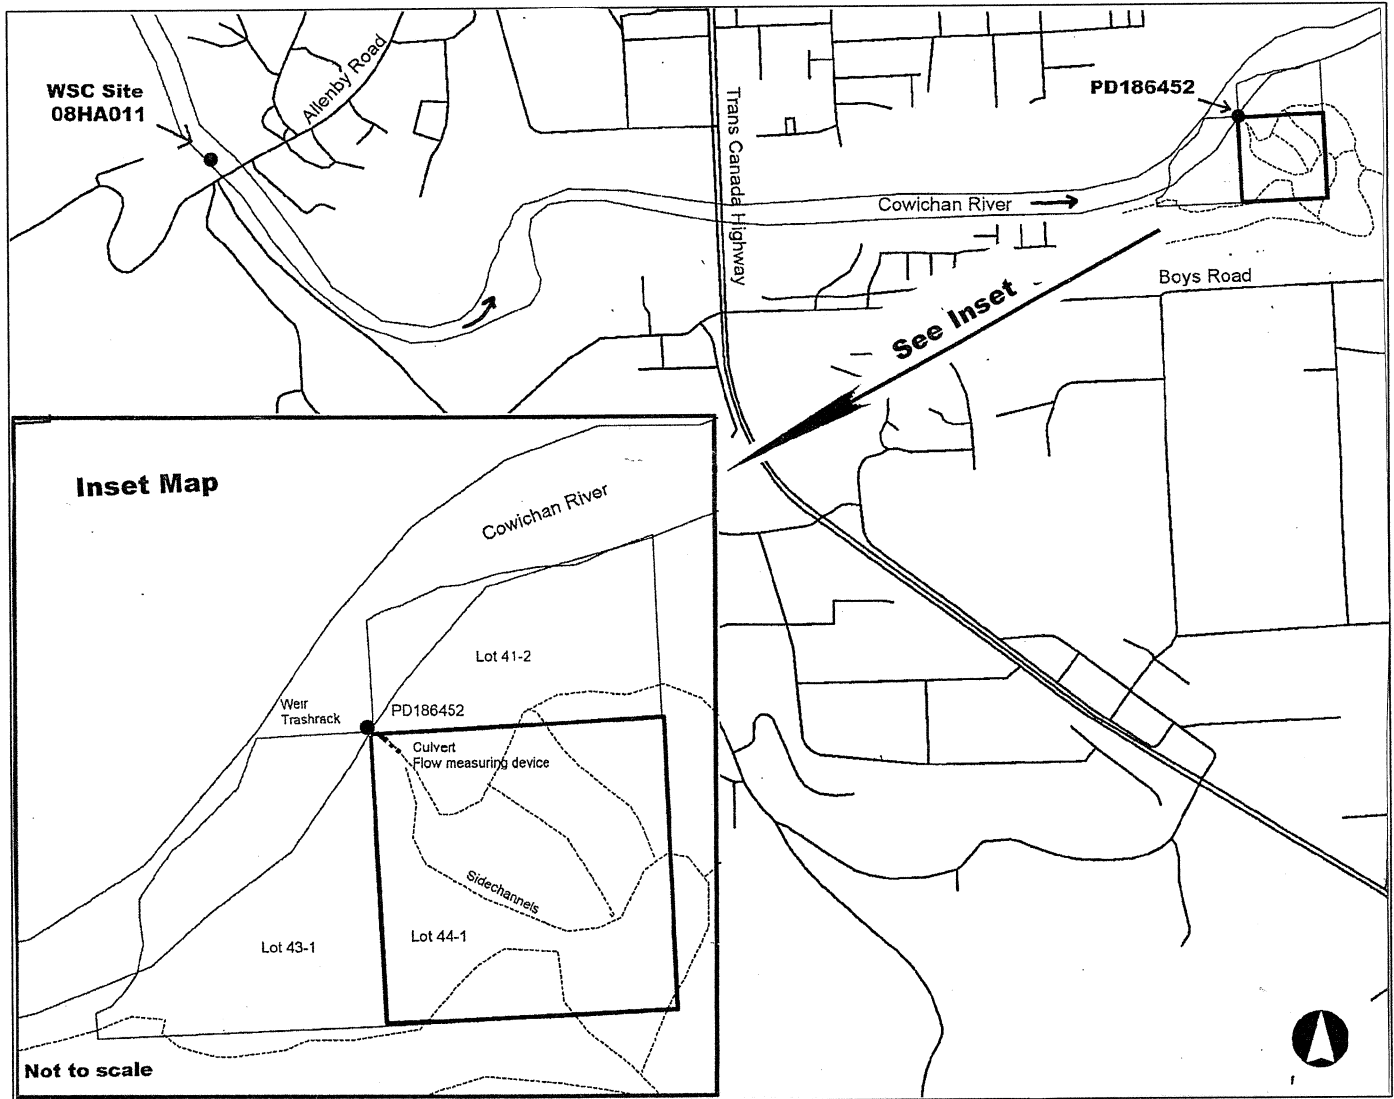 WSC Site
08HA011
Allenby Road
Trans Canada Highway
PD186452
Cowichan River
Boys Road
See Inset
Inset Map
Cowichan River
Lot 41-2
Weir
Trashrack
PD186452
Culvert
Flow measuring device
Sidechannels
Lot 43-1
Lot 44-1
Not to scale